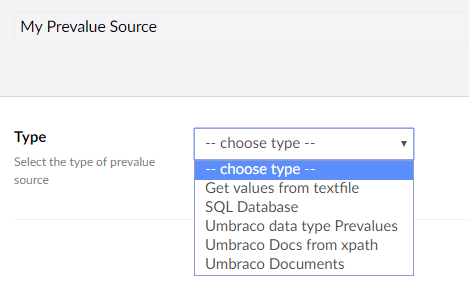 My Prevalue Source
Type
Select the type of prevalue
source
-- choose type --
-- choose type --
Get values from textfile
SQL Database
Umbraco data type Prevalues
Umbraco Docs from xpath
Umbraco Documents